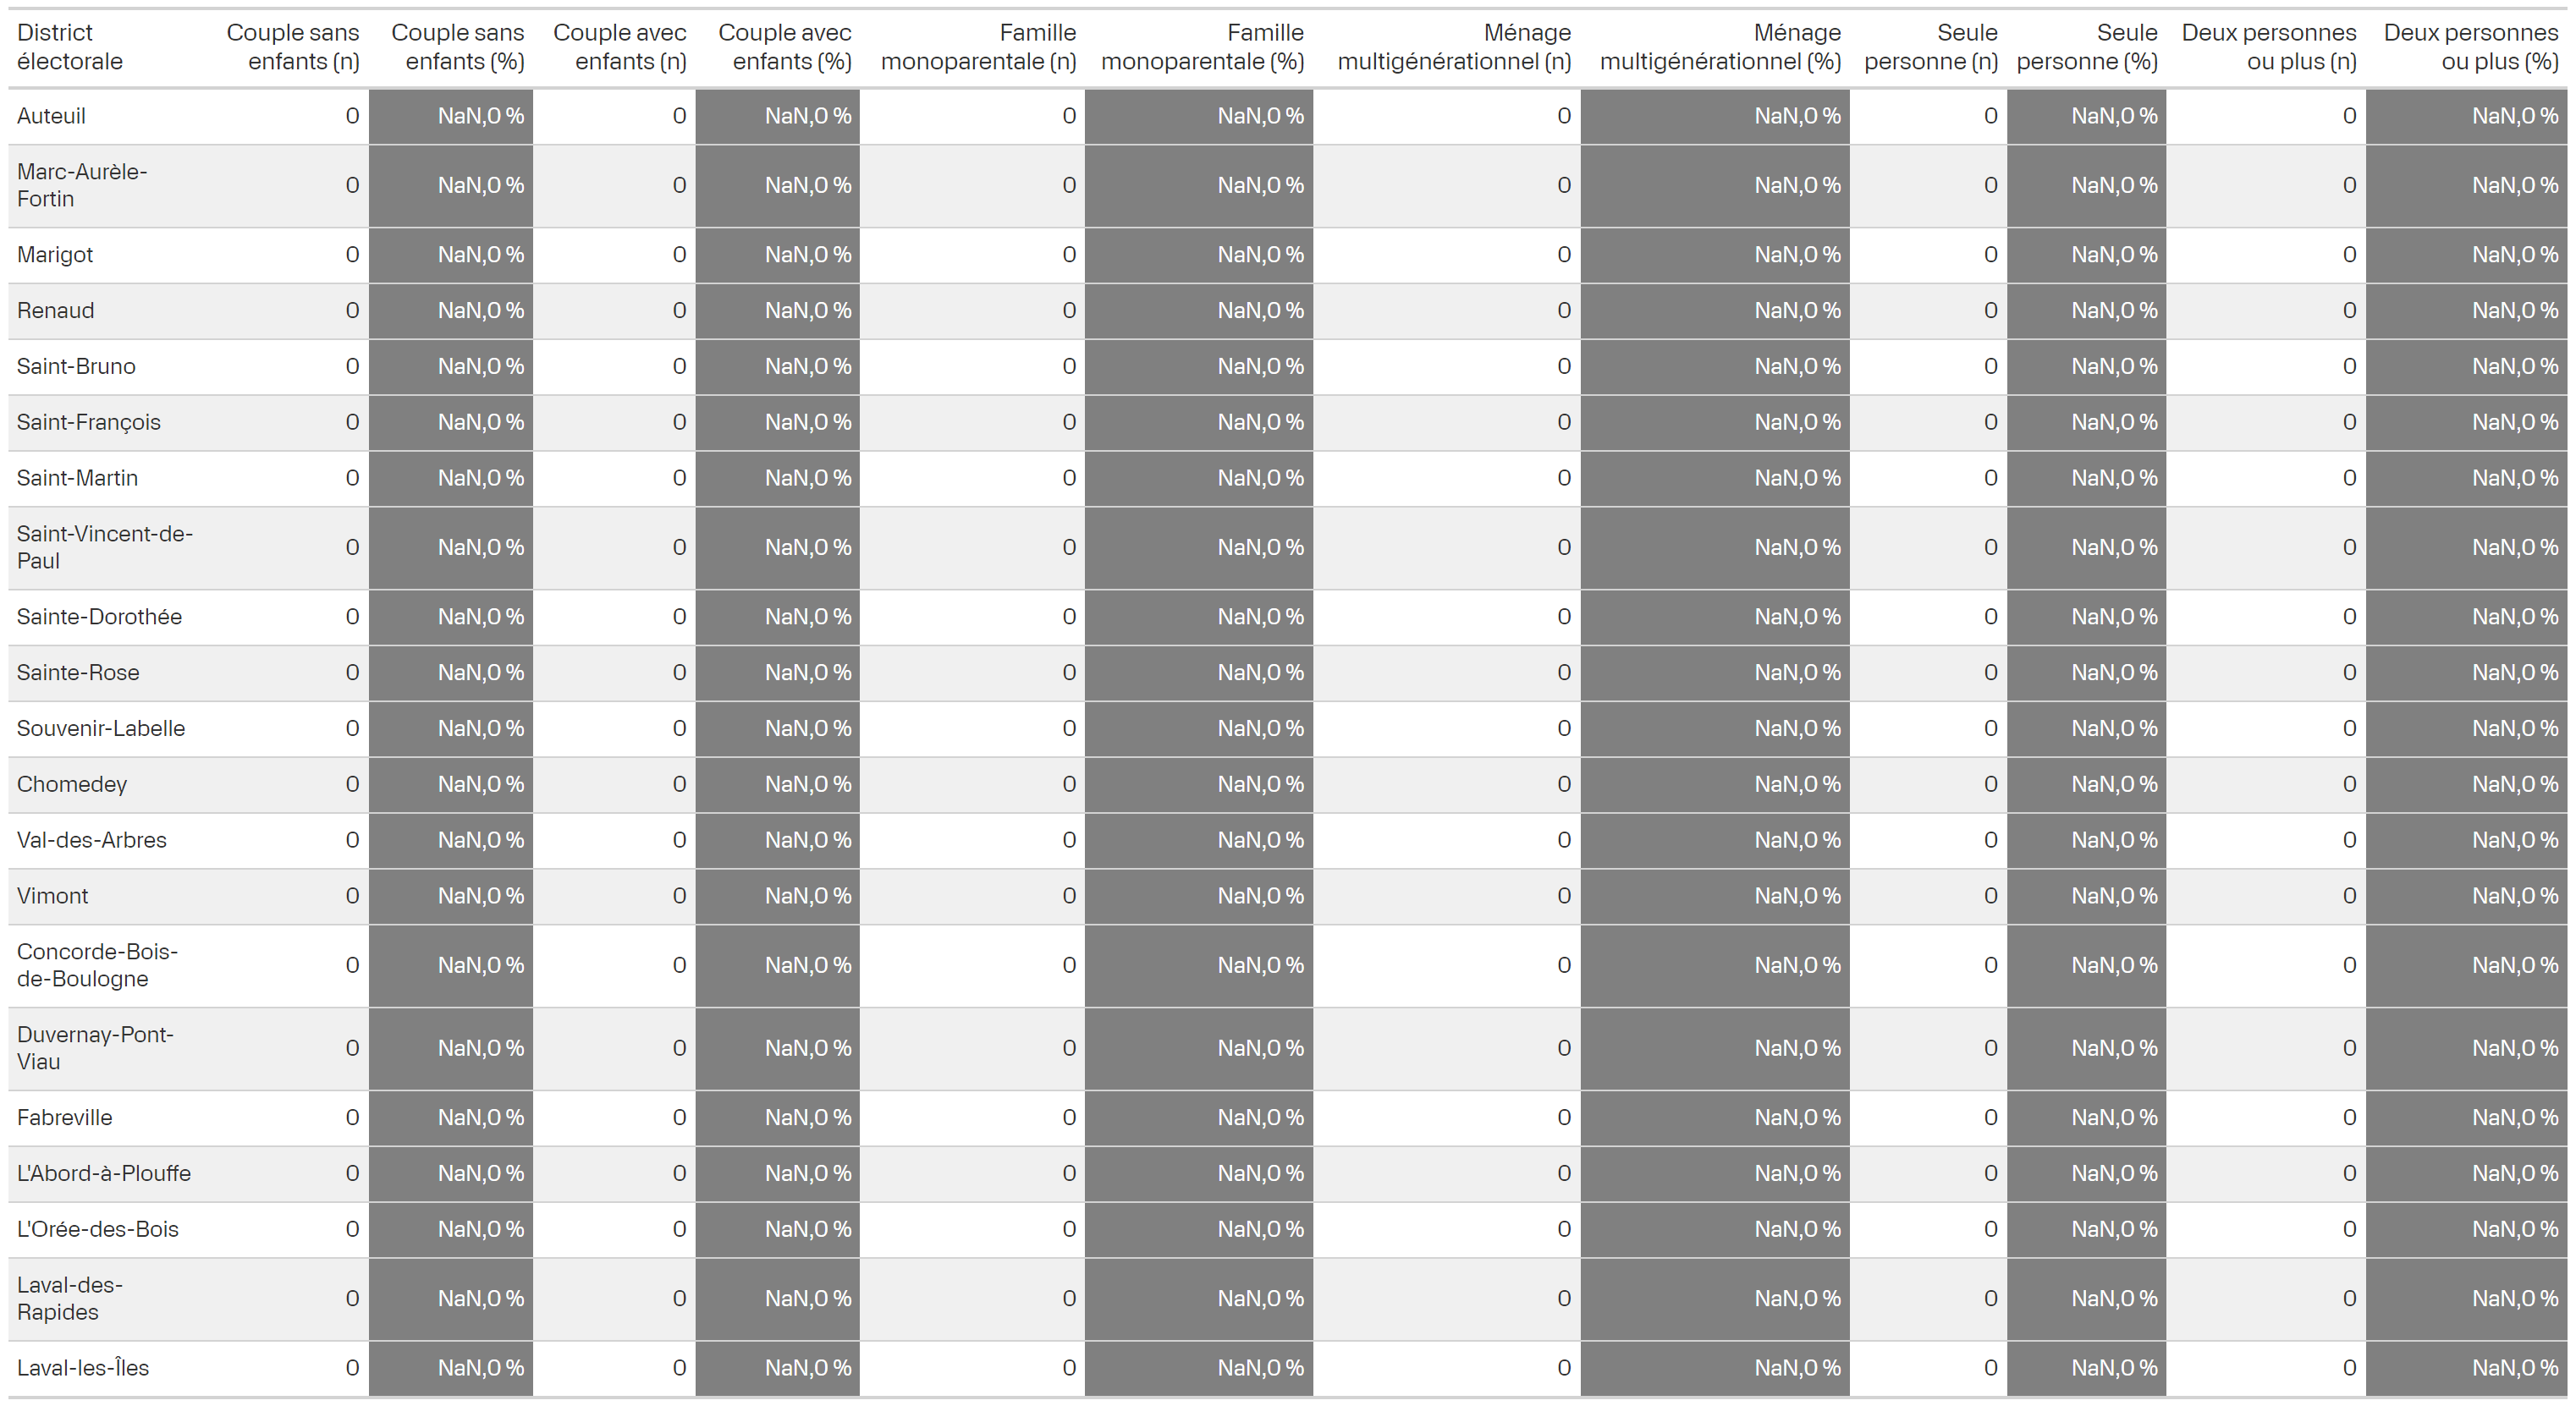 District électorale Couple sans enfants (n) Couple sans enfants (%) Couple avec enfants (n) Couple avec enfants (%) Famille monoparentale (n) Famille monoparentale (%) Ménage multigénérationnel (n) Ménage multigénérationnel (%) Seule personne (n) Seule personne (%) Deux personnes ou plus (n) Deux personnes ou plus (%)
Auteuil 0 NaN,0 % 0 NaN,0 % 0 NaN,0 % 0 NaN,0 % 0 NaN,0 % 0 NaN,0 %
Marc-Aurèle-Fortin 0 NaN,0 % 0 NaN,0 % 0 NaN,0 % 0 NaN,0 % 0 NaN,0 % 0 NaN,0 %
Marigot 0 NaN,0 % 0 NaN,0 % 0 NaN,0 % 0 NaN,0 % 0 NaN,0 % 0 NaN,0 %
Renaud 0 NaN,0 % 0 NaN,0 % 0 NaN,0 % 0 NaN,0 % 0 NaN,0 % 0 NaN,0 %
Saint-Bruno 0 NaN,0 % 0 NaN,0 % 0 NaN,0 % 0 NaN,0 % 0 NaN,0 % 0 NaN,0 %
Saint-François 0 NaN,0 % 0 NaN,0 % 0 NaN,0 % 0 NaN,0 % 0 NaN,0 % 0 NaN,0 %
Saint-Martin 0 NaN,0 % 0 NaN,0 % 0 NaN,0 % 0 NaN,0 % 0 NaN,0 % 0 NaN,0 %
Saint-Vincent-de-Paul 0 NaN,0 % 0 NaN,0 % 0 NaN,0 % 0 NaN,0 % 0 NaN,0 % 0 NaN,0 %
Sainte-Dorothée 0 NaN,0 % 0 NaN,0 % 0 NaN,0 % 0 NaN,0 % 0 NaN,0 % 0 NaN,0 %
Sainte-Rose 0 NaN,0 % 0 NaN,0 % 0 NaN,0 % 0 NaN,0 % 0 NaN,0 % 0 NaN,0 %
Souvenir-Labelle 0 NaN,0 % 0 NaN,0 % 0 NaN,0 % 0 NaN,0 % 0 NaN,0 % 0 NaN,0 %
Chomedey 0 NaN,0 % 0 NaN,0 % 0 NaN,0 % 0 NaN,0 % 0 NaN,0 % 0 NaN,0 %
Val-des-Arbres 0 NaN,0 % 0 NaN,0 % 0 NaN,0 % 0 NaN,0 % 0 NaN,0 % 0 NaN,0 %
Vimont 0 NaN,0 % 0 NaN,0 % 0 NaN,0 % 0 NaN,0 % 0 NaN,0 % 0 NaN,0 %
Concorde-Bois-de-Boulogne 0 NaN,0 % 0 NaN,0 % 0 NaN,0 % 0 NaN,0 % 0 NaN,0 % 0 NaN,0 %
Duvernay-Pont-Viau 0 NaN,0 % 0 NaN,0 % 0 NaN,0 % 0 NaN,0 % 0 NaN,0 % 0 NaN,0 %
Fabreville 0 NaN,0 % 0 NaN,0 % 0 NaN,0 % 0 NaN,0 % 0 NaN,0 % 0 NaN,0 %
L'Abord-à-Plouffe 0 NaN,0 % 0 NaN,0 % 0 NaN,0 % 0 NaN,0 % 0 NaN,0 % 0 NaN,0 %
L'Orée-des-Bois 0 NaN,0 % 0 NaN,0 % 0 NaN,0 % 0 NaN,0 % 0 NaN,0 % 0 NaN,0 %
Laval-des-Rapides 0 NaN,0 % 0 NaN,0 % 0 NaN,0 % 0 NaN,0 % 0 NaN,0 % 0 NaN,0 %
Laval-les-Îles 0 NaN,0 % 0 NaN,0 % 0 NaN,0 % 0 NaN,0 % 0 NaN,0 % 0 NaN,0 %